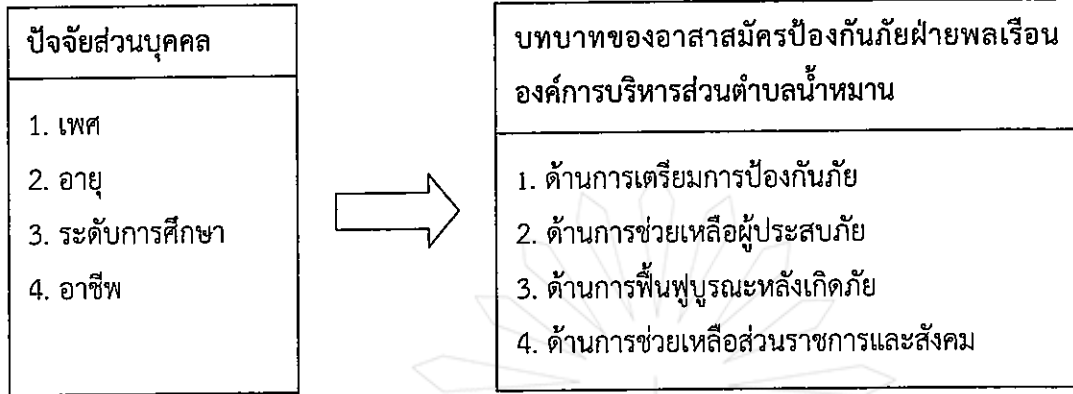 ปัจจัยส่วนบุคคล
1. เพศ
2. อายุ
3. ระดับการศึกษา
4. อาชีพ
บทบาทของอาสาสมัครป้องกันภัยฝ่ายพลเรือน
องค์การบริหารส่วนตำบลน้ำหมาน
1. ด้านการเตรียมการป้องกันภัย
2. ด้านการช่วยเหลือผู้ประสบภัย
3. ด้านการฟื้นฟูบูรณะหลังเกิดภัย
4. ด้านการช่วยเหลือส่วนราชการและสังคม